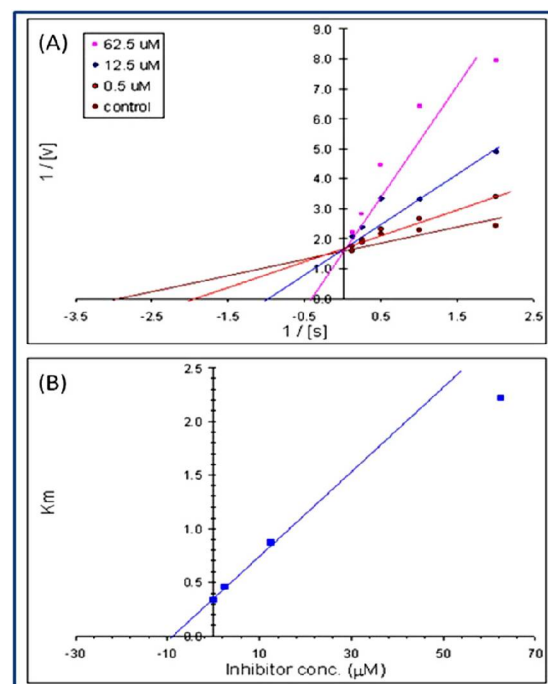 (A)
62.5 uM
12.5 uM
0.5 uM
control
1 / [v]
9.0
8.0
7.0
6.0
5.0
4.0
3.0
2.0
1.0
0.0
-3.5 -2.5 -1.5 -0.5 0.5 1.5 2.5
1 / [s]
(B)
Km
2.5
2.0
1.5
1.0
0.5
0.0
-30 -10 10 30 50 70
Inhibitor conc. (μM)